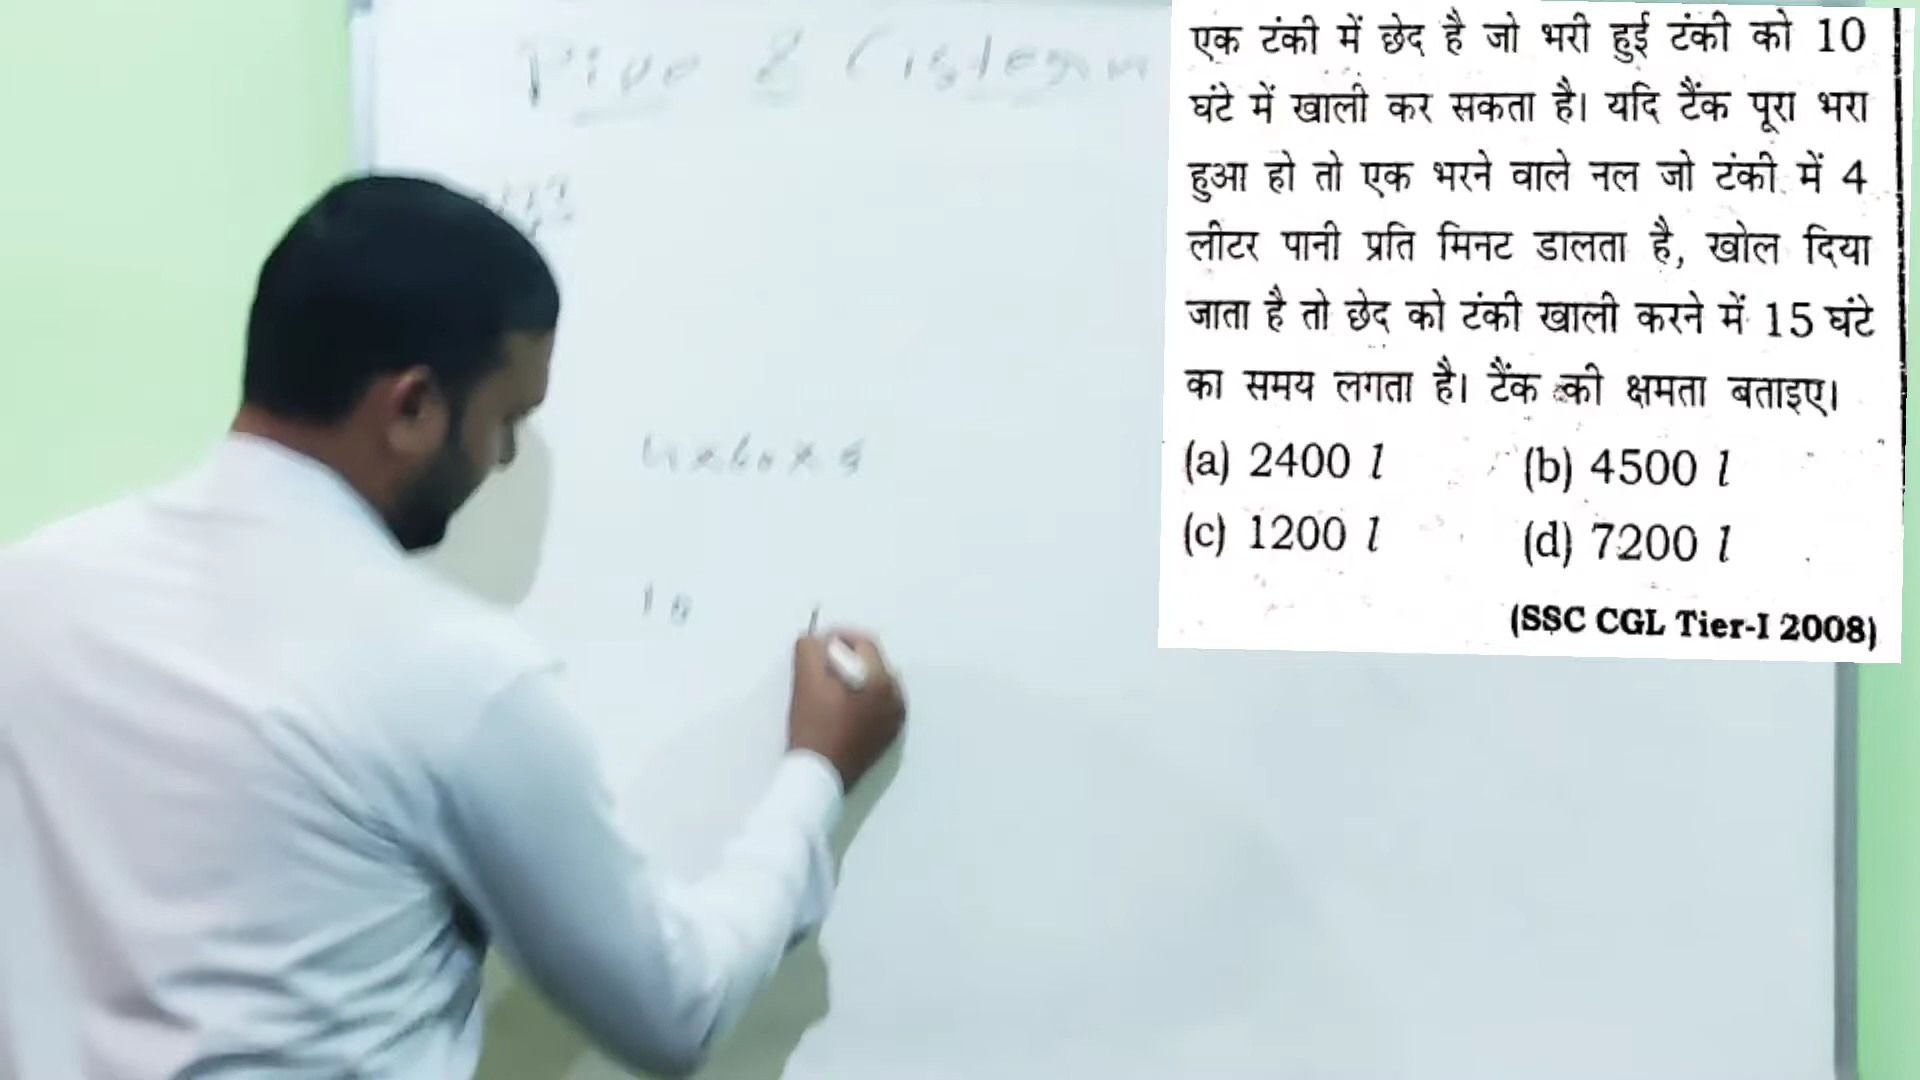 Pipe & Cistern
एक टंकी में छेद है जो भरी हुई टंकी को 10
घंटे में खाली कर सकता है। यदि टैंक पूरा भरा
हुआ हो तो एक भरने वाले नल जो टंकी में 4
लीटर पानी प्रति मिनट डालता है, खोल दिया
जाता है तो छेद को टंकी खाली करने में 15 घंटे
का समय लगता है। टैंक की क्षमता बताइए।
(a) 2400 l (b) 4500 l
(c) 1200 l (d) 7200 l
(SSC CGL Tier-I 2008)
10